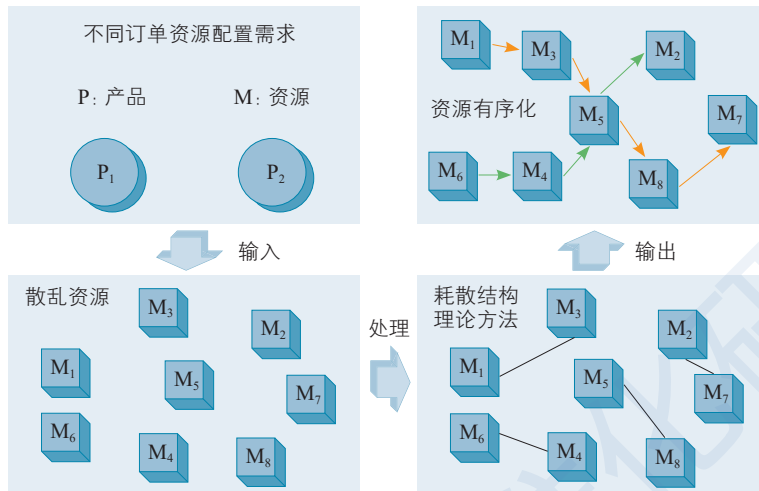 不同订单资源配置需求
P: 产品 M: 资源
P1 P2
输入
散乱资源
M3
M2
M1
M5
M7
M6
M4
M8
处理
耗散结构
理论方法
M3
M2
M1
M5
M7
M6
M4
M8
输出
M1
M3
M2
资源有序化
M5
M7
M6
M4
M8